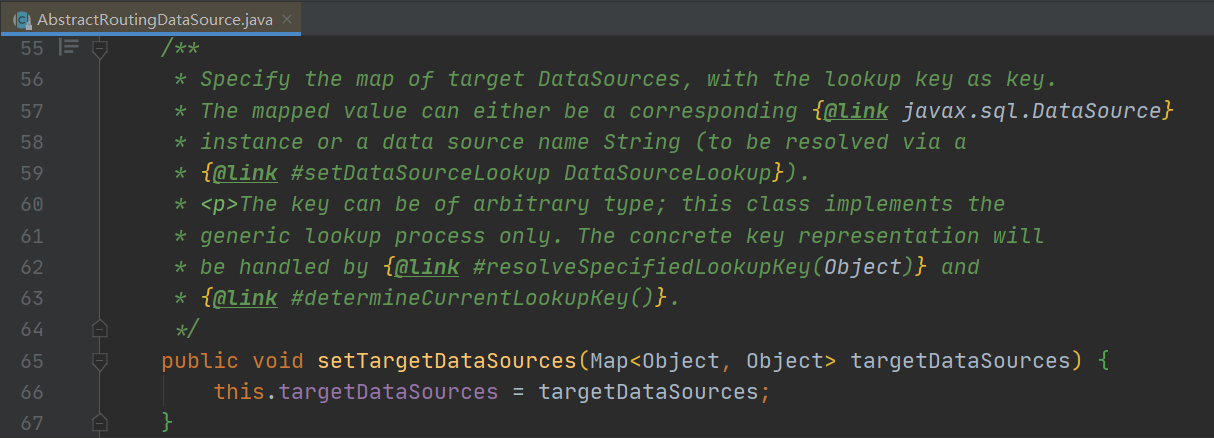 AbstractRoutingDataSource.java
55 /**
56 * Specify the map of target DataSources, with the lookup key as key.
57 * The mapped value can either be a corresponding {@link javax.sql.DataSource}
58 * instance or a data source name String (to be resolved via a
59 * {@link #setDataSourceLookup DataSourceLookup}).
60 * <p>The key can be of arbitrary type; this class implements the
61 * generic lookup process only. The concrete key representation will
62 * be handled by {@link #resolveSpecifiedLookupKey(Object)} and
63 * {@link #determineCurrentLookupKey()}.
64 */
65 public void setTargetDataSources(Map<Object, Object> targetDataSources) {
66 this.targetDataSources = targetDataSources;
67 }